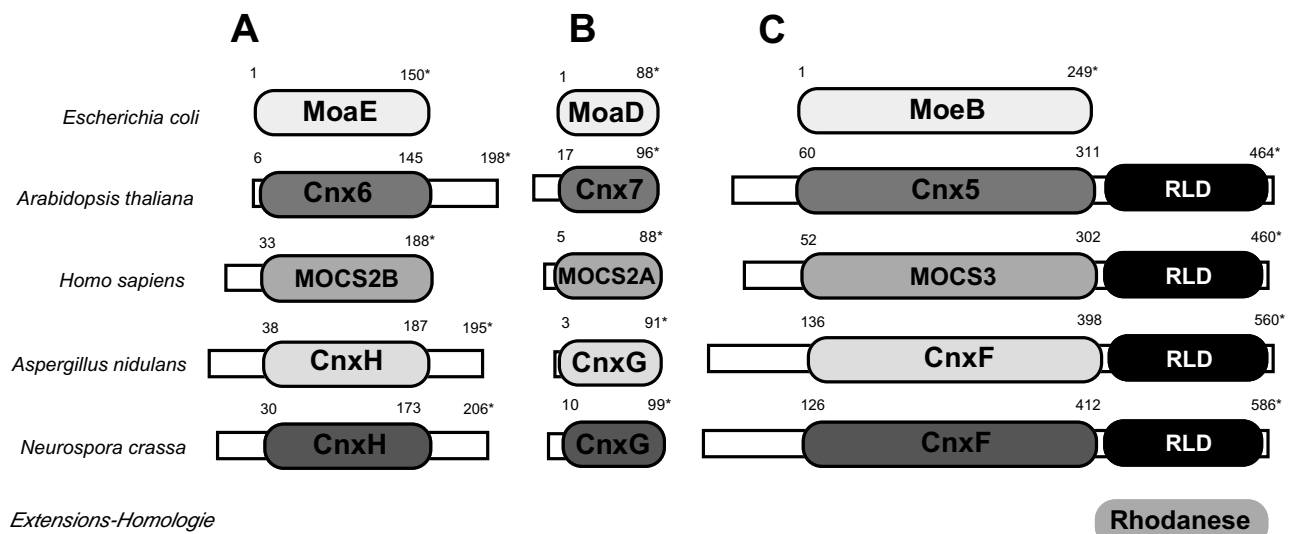 A B C
1 150* 1 88* 1 249*
Escherichia coli MoaE MoaD MoeB
6 145 198* 17 96* 60 311 464*
Arabidopsis thaliana Cnx6 Cnx7 Cnx5 RLD
33 188* 5 88* 52 302 460*
Homo sapiens MOCS2B MOCS2A MOCS3 RLD
38 187 195* 3 91* 136 398 560*
Aspergillus nidulans CnxH CnxG CnxF RLD
30 173 206* 10 99* 126 412 586*
Neurospora crassa CnxH CnxG CnxF RLD
Extensions-Homologie Rhodanese